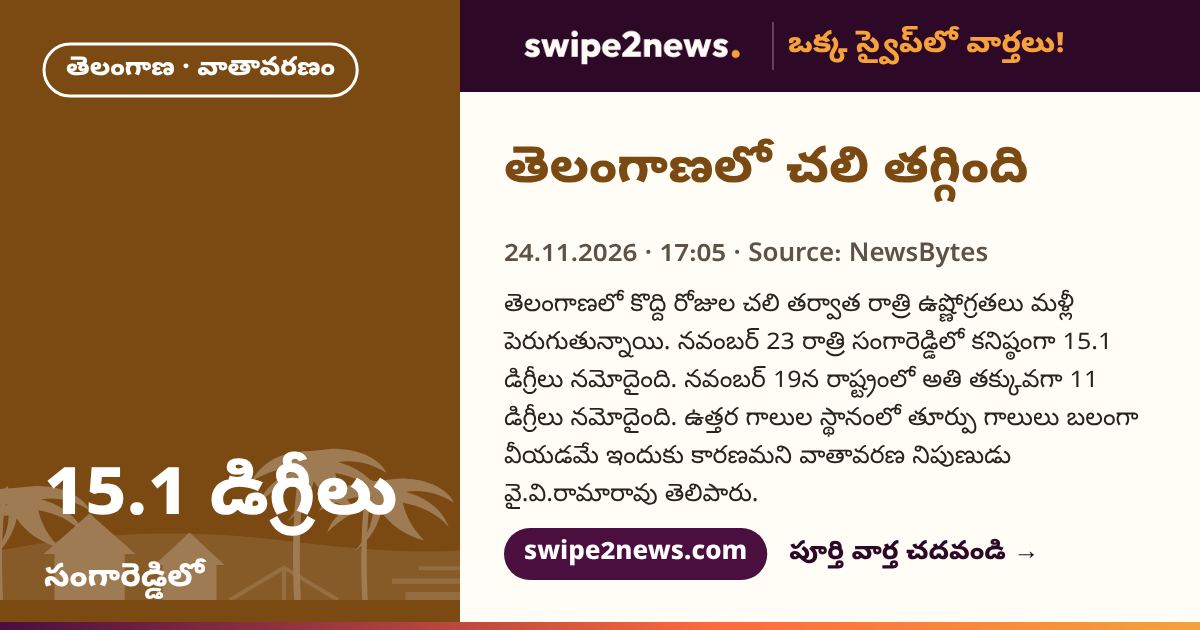 తెలంగాణ · వాతావరణం
15.1 డిగ్రీలు
సంగారెడ్డిలో
swipe2news.
ఒక్క స్వైప్‌లో వార్తలు!
తెలంగాణలో చలి తగ్గింది
24.11.2026 · 17:05 · Source: NewsBytes
తెలంగాణలో కొద్ది రోజుల చలి తర్వాత రాత్రి ఉష్ణోగ్రతలు మళ్లీ
పెరుగుతున్నాయి. నవంబర్ 23 రాత్రి సంగారెడ్డిలో కనిష్ఠంగా 15.1
డిగ్రీలు నమోదైంది. నవంబర్ 19న రాష్ట్రంలో అతి తక్కువగా 11
డిగ్రీలు నమోదైంది. ఉత్తర గాలుల స్థానంలో తూర్పు గాలులు బలంగా
వీయడమే ఇందుకు కారణమని వాతావరణ నిపుణుడు
వై.వి.రామారావు తెలిపారు.
swipe2news.com
పూర్తి వార్త చదవండి →